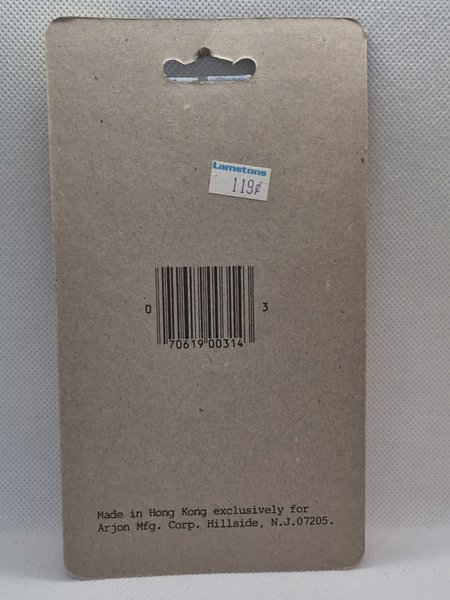 Lamstons
119¢
0
3
70619 00314
Made in Hong Kong exclusively for
Arjon Mfg. Corp. Hillside, N.J.07205.